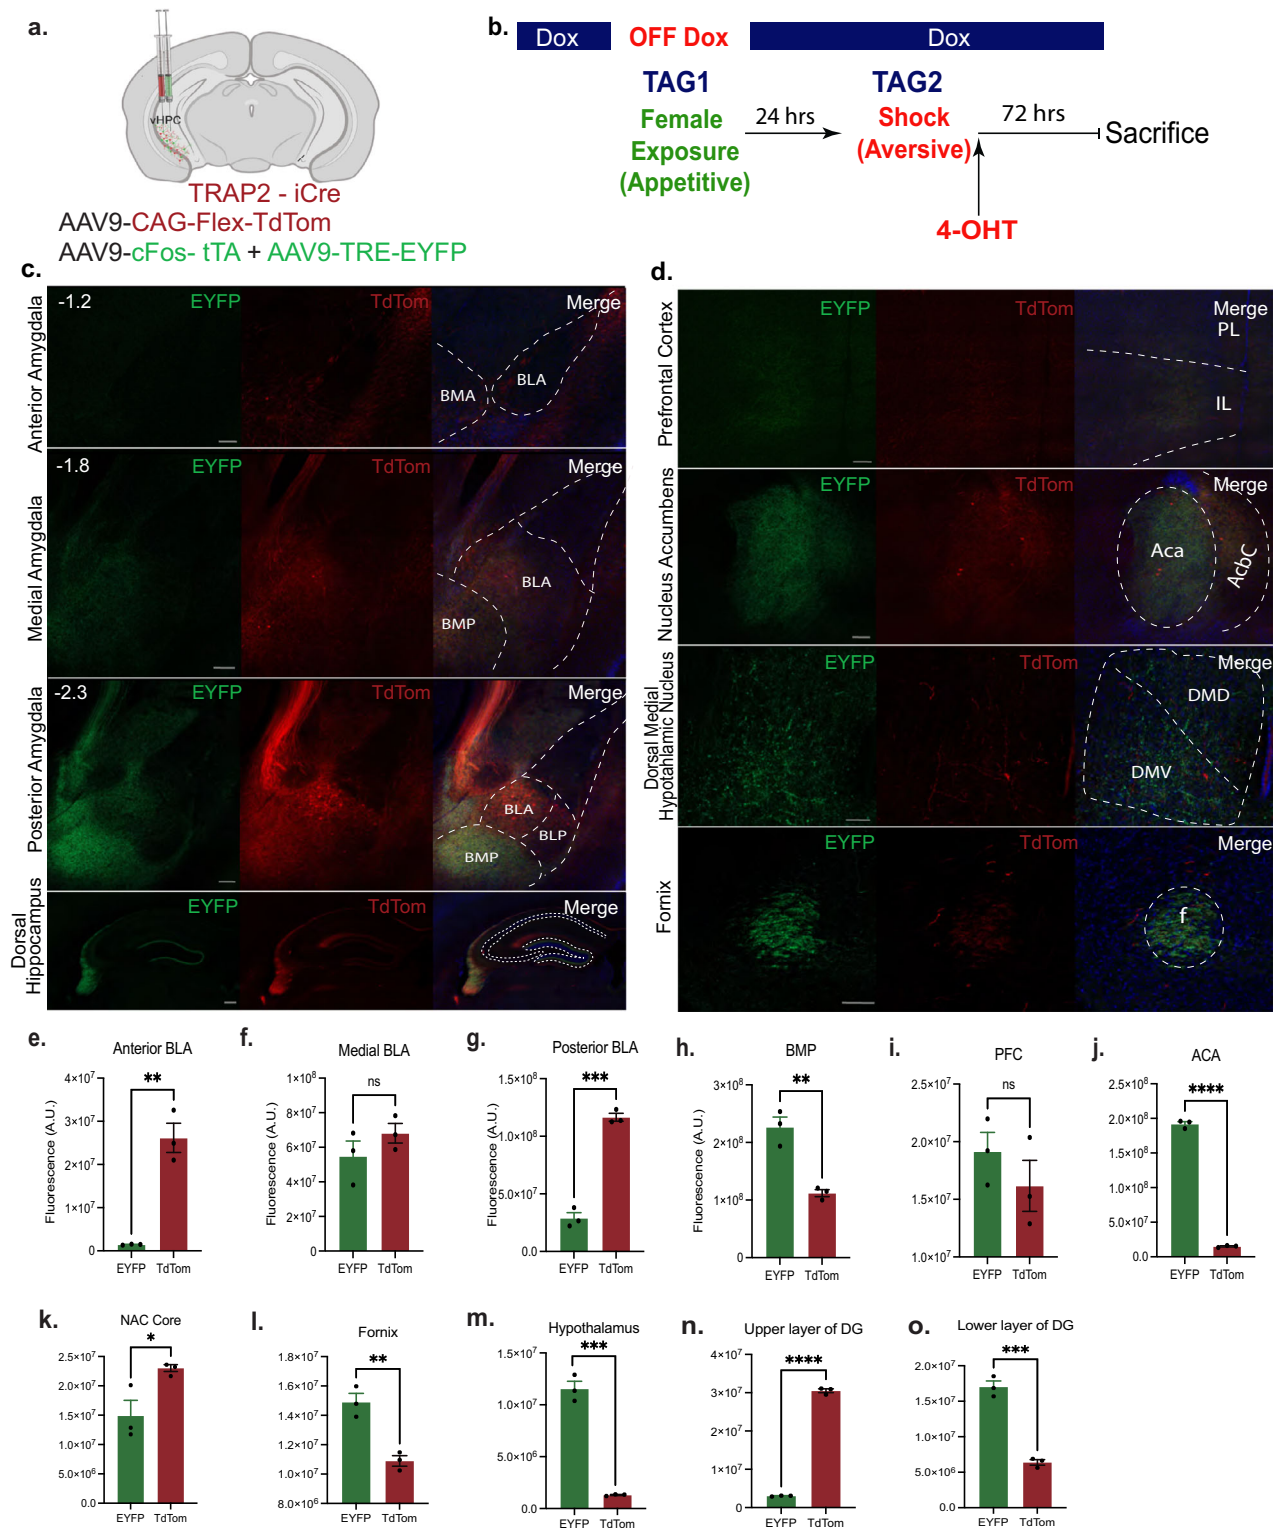 a.
vHPC
TRAP2 - iCre
AAV9-CAG-Flex-TdTom
AAV9-cFos- tTA + AAV9-TRE-EYFP
b.
Dox OFF Dox Dox
TAG1 TAG2
Female
Exposure
(Appetitive)
24 hrs
Shock
(Aversive)
72 hrs
Sacrifice
4-OHT
c.
Anterior Amygdala
-1.2 EYFP TdTom Merge
BMA BLA
Medial Amygdala
-1.8 EYFP TdTom Merge
BLA
BMP
Posterior Amygdala
-2.3 EYFP TdTom Merge
BLA
BLP
BMP
Dorsal
Hippocampus
EYFP TdTom Merge
d.
Prefrontal Cortex
EYFP TdTom Merge
PL
IL
Nucleus Accumbens
EYFP TdTom Merge
Aca
AcbC
Dorsal Medial
Hypotahlamic Nucleus
EYFP TdTom Merge
DMD
DMV
Fornix
EYFP TdTom Merge
f
e.
Anterior BLA
**
Fluorescence (A.U.)
4×10⁷
3×10⁷
2×10⁷
1×10⁷
0
EYFP TdTom
f.
Medial BLA
ns
Fluorescence (A.U.)
1×10⁸
8×10⁷
6×10⁷
4×10⁷
2×10⁷
0
EYFP TdTom
g.
Posterior BLA
***
Fluorescence (A.U.)
1.5×10⁸
1.0×10⁸
5.0×10⁷
0
EYFP TdTom
h.
BMP
**
Fluorescence (A.U.)
3×10⁸
2×10⁸
1×10⁸
0
EYFP TdTom
i.
PFC
ns
2.5×10⁷
2.0×10⁷
1.5×10⁷
1.0×10⁷
EYFP TdTom
j.
ACA
****
2.5×10⁸
2.0×10⁸
1.5×10⁸
1.0×10⁸
5.0×10⁷
0.0
EYFP TdTom
k.
NAC Core
*
2.5×10⁷
2.0×10⁷
1.5×10⁷
1.0×10⁷
5.0×10⁶
0.0
EYFP TdTom
l.
Fornix
**
1.8×10⁷
1.6×10⁷
1.4×10⁷
1.2×10⁷
1.0×10⁷
8.0×10⁶
EYFP TdTom
m.
Hypothalamus
***
1.5×10⁷
1.0×10⁷
5.0×10⁶
0
EYFP TdTom
n.
Upper layer of DG
****
4×10⁷
3×10⁷
2×10⁷
1×10⁷
0
EYFP TdTom
o.
Lower layer of DG
***
2.0×10⁷
1.5×10⁷
1.0×10⁷
5.0×10⁶
0.0
EYFP TdTom